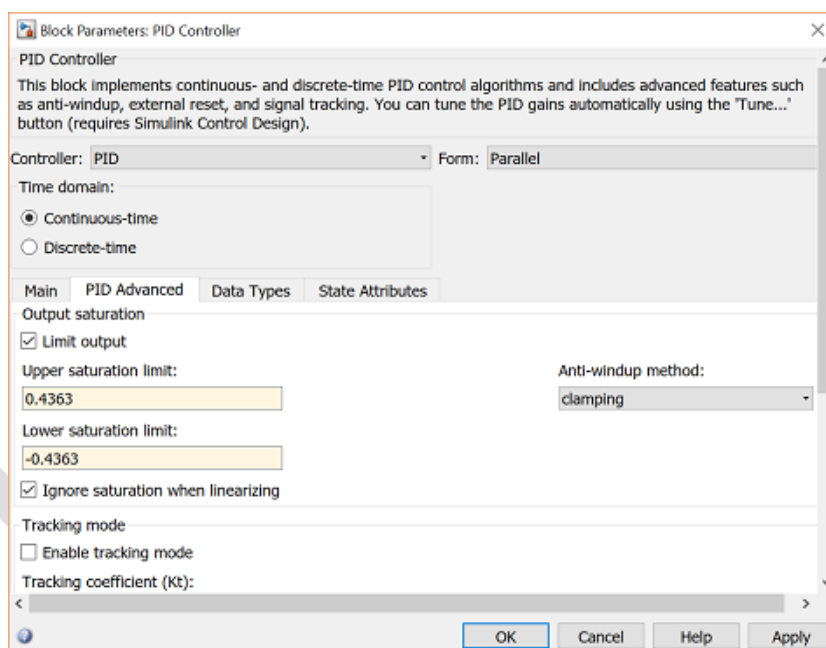 Block Parameters: PID Controller
PID Controller
This block implements continuous- and discrete-time PID control algorithms and includes advanced features such
as anti-windup, external reset, and signal tracking. You can tune the PID gains automatically using the 'Tune...'
button (requires Simulink Control Design).
Controller: PID Form: Parallel
Time domain:
Continuous-time
Discrete-time
Main PID Advanced Data Types State Attributes
Output saturation
Limit output
Upper saturation limit: Anti-windup method:
0.4363 clamping
Lower saturation limit:
-0.4363
Ignore saturation when linearizing
Tracking mode
Enable tracking mode
Tracking coefficient (Kt):
OK Cancel Help Apply